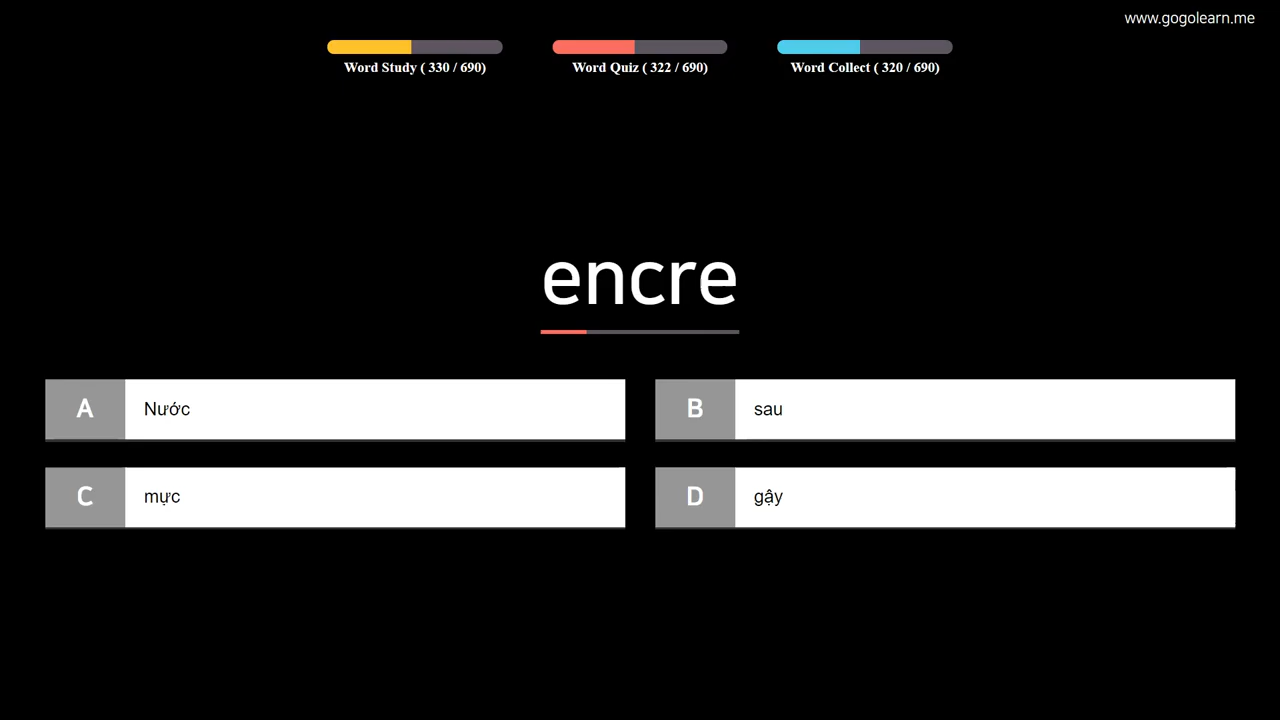 www.gogolearn.me
Word Study ( 330 / 690)
Word Quiz ( 322 / 690)
Word Collect ( 320 / 690)
encre
A Nước
B sau
C mực
D gậy